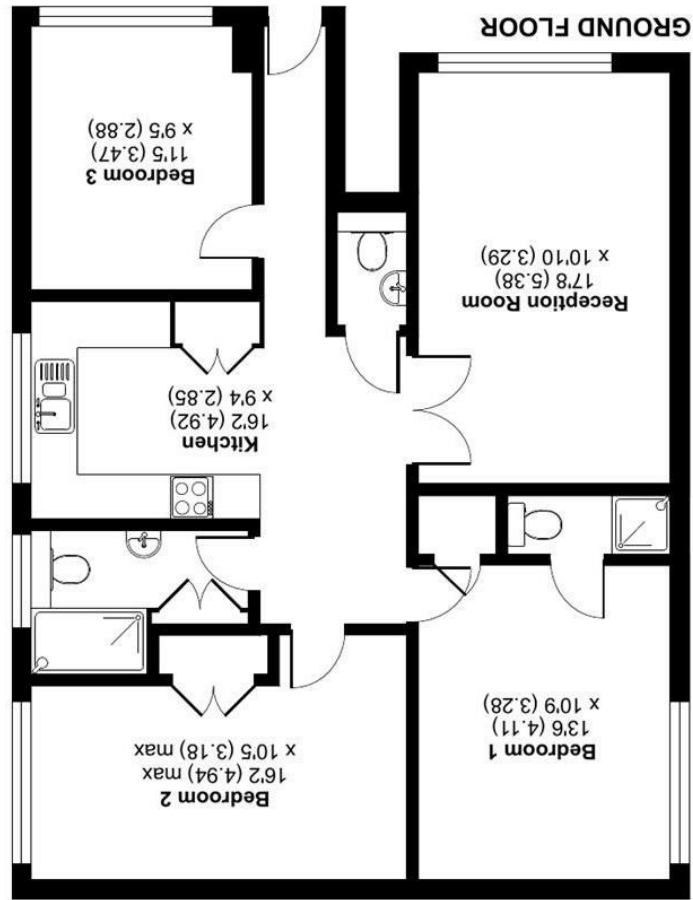 Bedroom 2
16'2 (4.94) max
x 10'5 (3.18) max
Bedroom 1
13'6 (4.11)
x 10'9 (3.28)
Kitchen
16'2 (4.92)
x 9'4 (2.85)
Reception Room
17'8 (5.38)
x 10'10 (3.29)
Bedroom 3
11'5 (3.47)
x 9'5 (2.88)
GROUND FLOOR